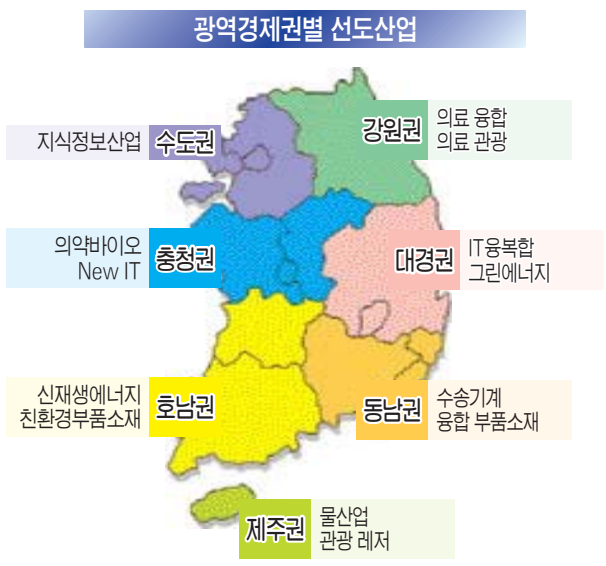 광역경제권별 선도산업
지식정보산업 수도권
강원권 의료 융합
의료 관광
의약바이오
New IT
충청권
대경권 IT융복합
그린에너지
신재생에너지
친환경부품소재
호남권
동남권 수송기계
융합 부품소재
제주권 물산업
관광 레저